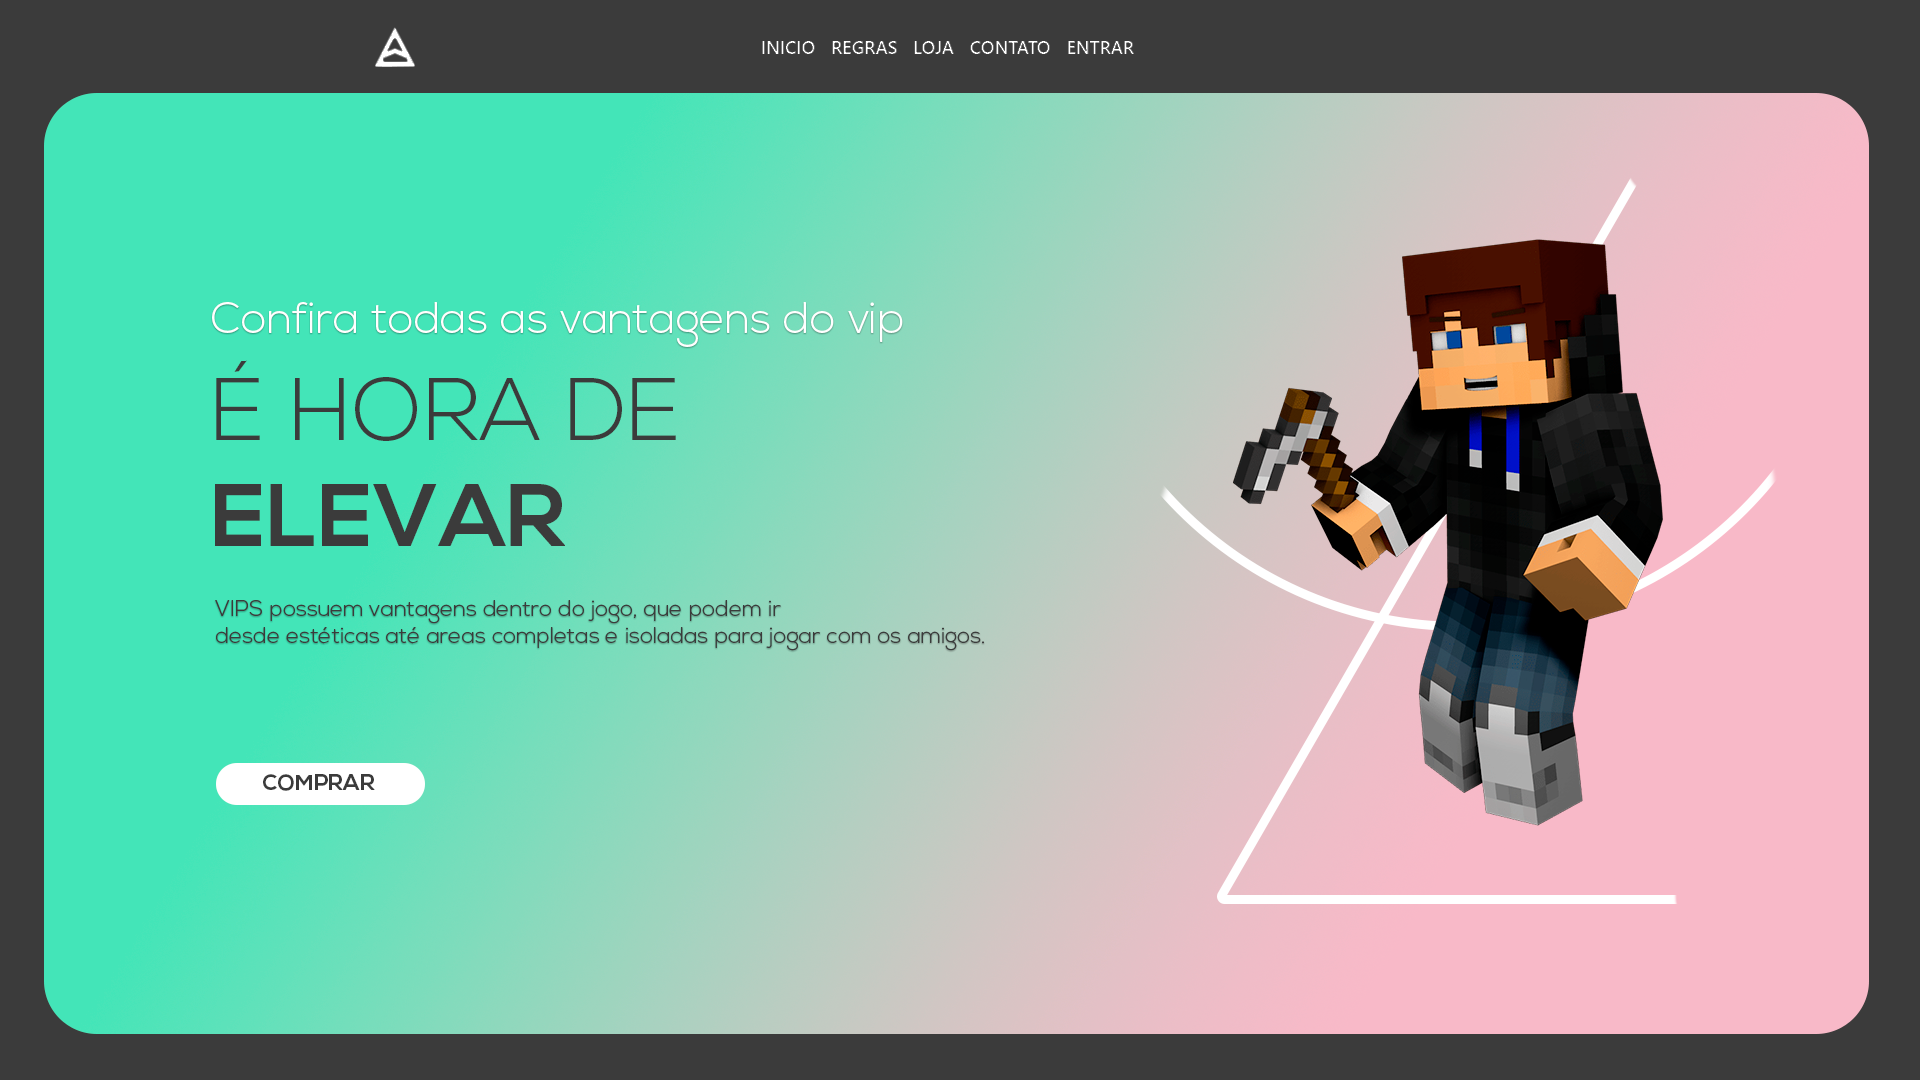 INICIO REGRAS LOJA CONTATO ENTRAR
Confira todas as vantagens do vip
É HORA DE
ELEVAR
VIPS possuem vantagens dentro do jogo, que podem ir
desde estéticas até areas completas e isoladas para jogar com os amigos.
COMPRAR